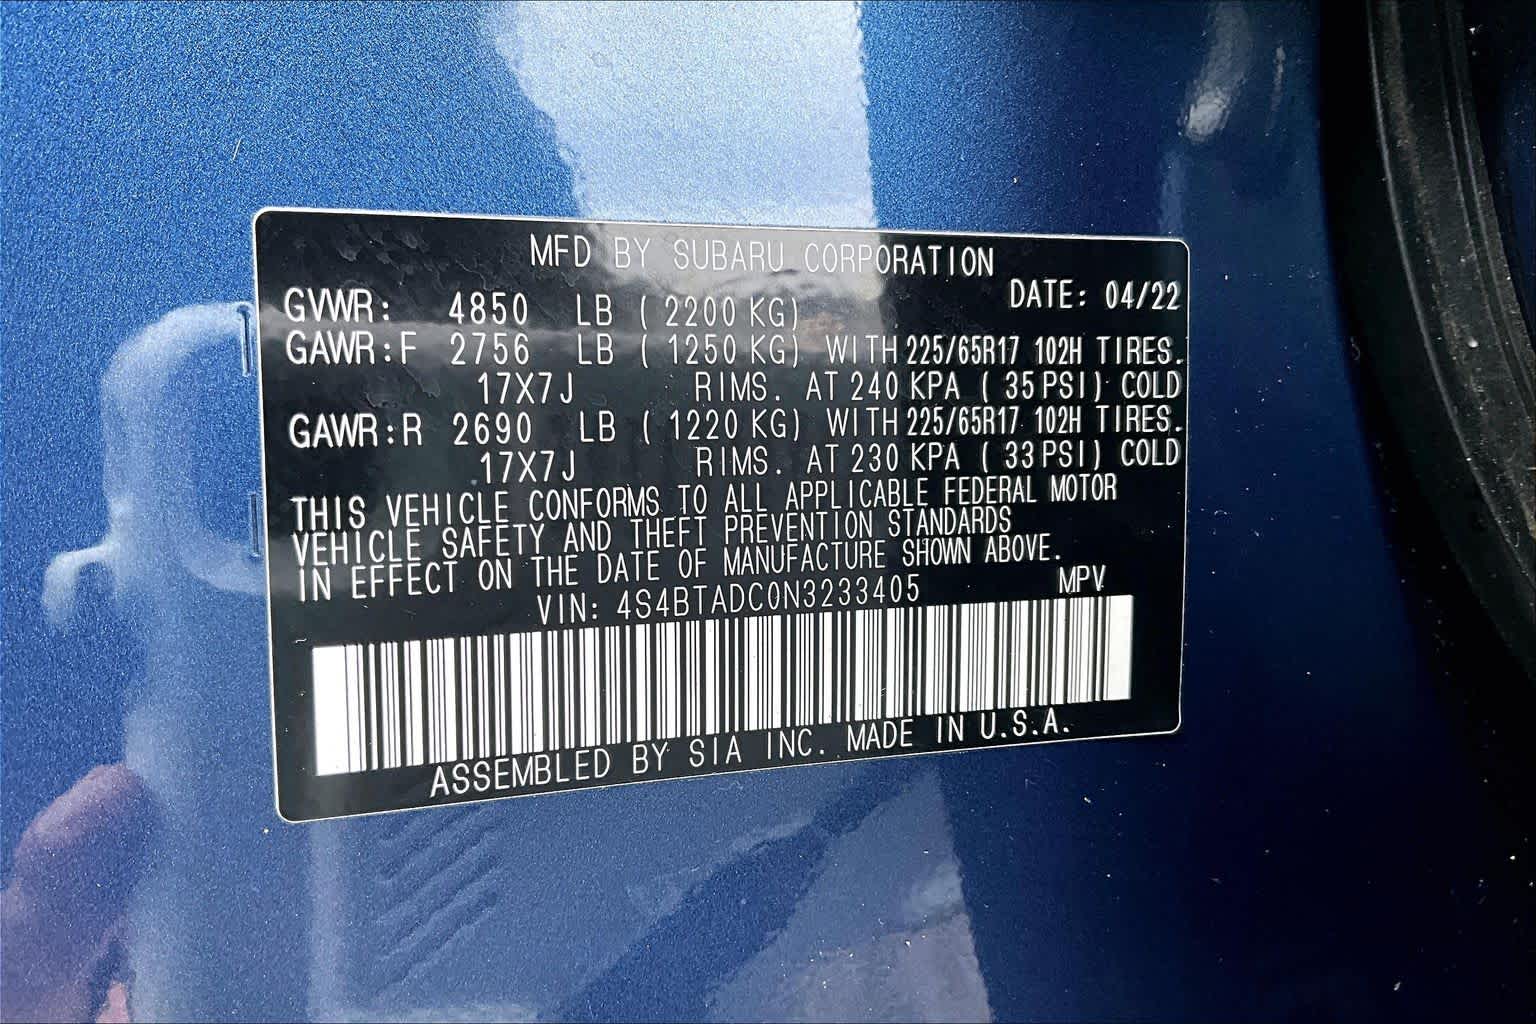 MFD BY SUBARU CORPORATION
DATE: 04/22
GVWR: 4850 LB ( 2200 KG)
GAWR:F 2756 LB ( 1250 KG) WITH 225/65R17 102H TIRES.
17X7J RIMS. AT 240 KPA ( 35 PSI) COLD
GAWR:R 2690 LB ( 1220 KG) WITH 225/65R17 102H TIRES.
17X7J RIMS. AT 230 KPA ( 33 PSI) COLD
THIS VEHICLE CONFORMS TO ALL APPLICABLE FEDERAL MOTOR
VEHICLE SAFETY AND THEFT PREVENTION STANDARDS
IN EFFECT ON THE DATE OF MANUFACTURE SHOWN ABOVE.
VIN: 4S4BTADC0N3233405 MPV
ASSEMBLED BY SIA INC. MADE IN U.S.A.